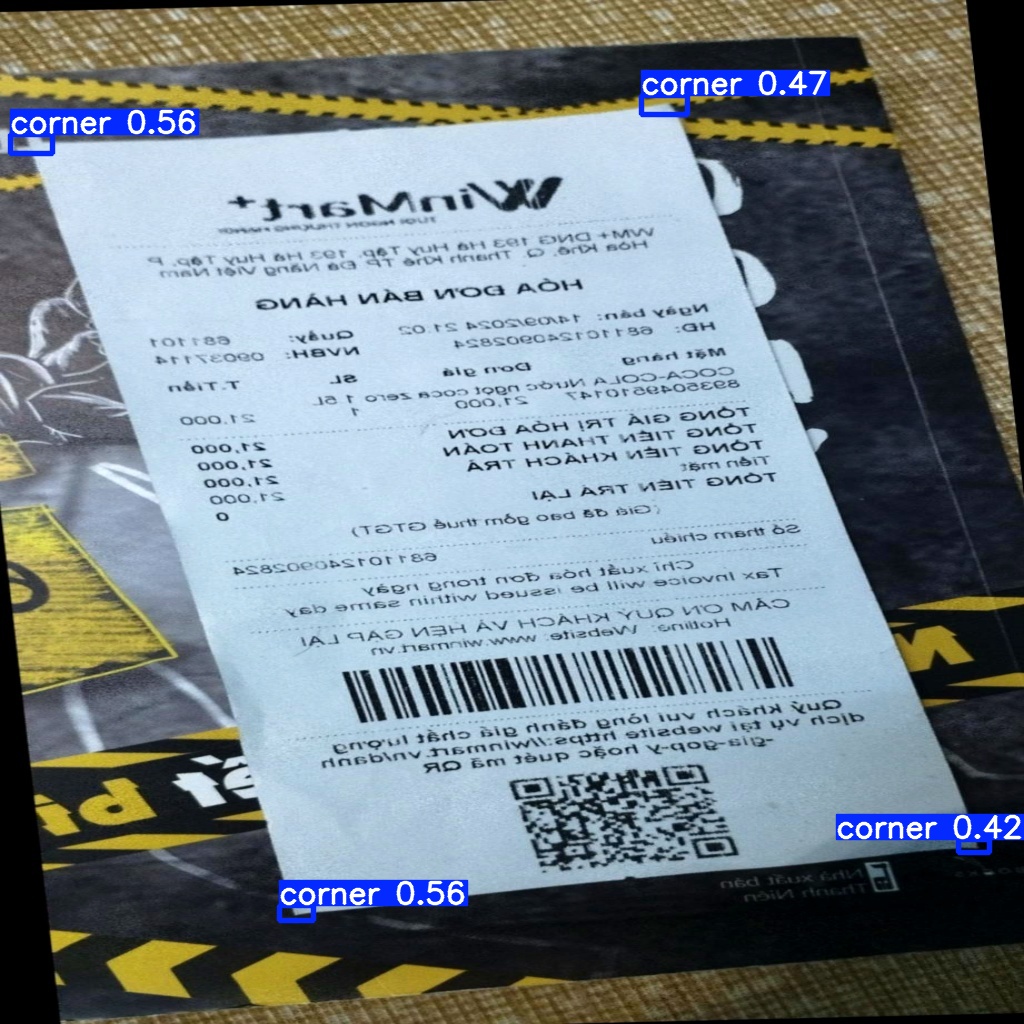 corner 0.47
corner 0.56
WinMart+
WM+ DNG 193 Hà Huy Tập, 193 Hà Huy Tập, P.
Hòa Khê, Q. Thanh Khê TP Đà Nẵng Việt Nam
HÓA ĐƠN BÁN HÀNG
Ngày bán: 14/09/2024 21:02 Quầy: 681101
HD: 681101240902824 NVBH: 09037114
Mặt hàng Đơn giá SL T.Tiền
COCA-COLA Nước ngọt coca zero 1.5L
8935049510147 21,000 1 21.000
TỔNG GIÁ TRỊ HÓA ĐƠN 21,000
TỔNG TIỀN THANH TOÁN 21,000
TỔNG TIỀN KHÁCH TRẢ 21,000
Tiền mặt 21,000
TỔNG TIỀN TRẢ LẠI 0
(Giá đã bao gồm thuế GTGT)
Số tham chiếu 681101240902824
Chỉ xuất hóa đơn trong ngày
Tax Invoice will be issued within same day
CẢM ƠN QUÝ KHÁCH VÀ HẸN GẶP LẠI
Hotline: Website: www.winmart.vn
Quý khách vui lòng đánh giá chất lượng
dịch vụ tại website https://winmart.vn/danh
-gia-gop-y hoặc quét mã QR
corner 0.42
Nhà xuất bản
Thanh Niên
corner 0.56